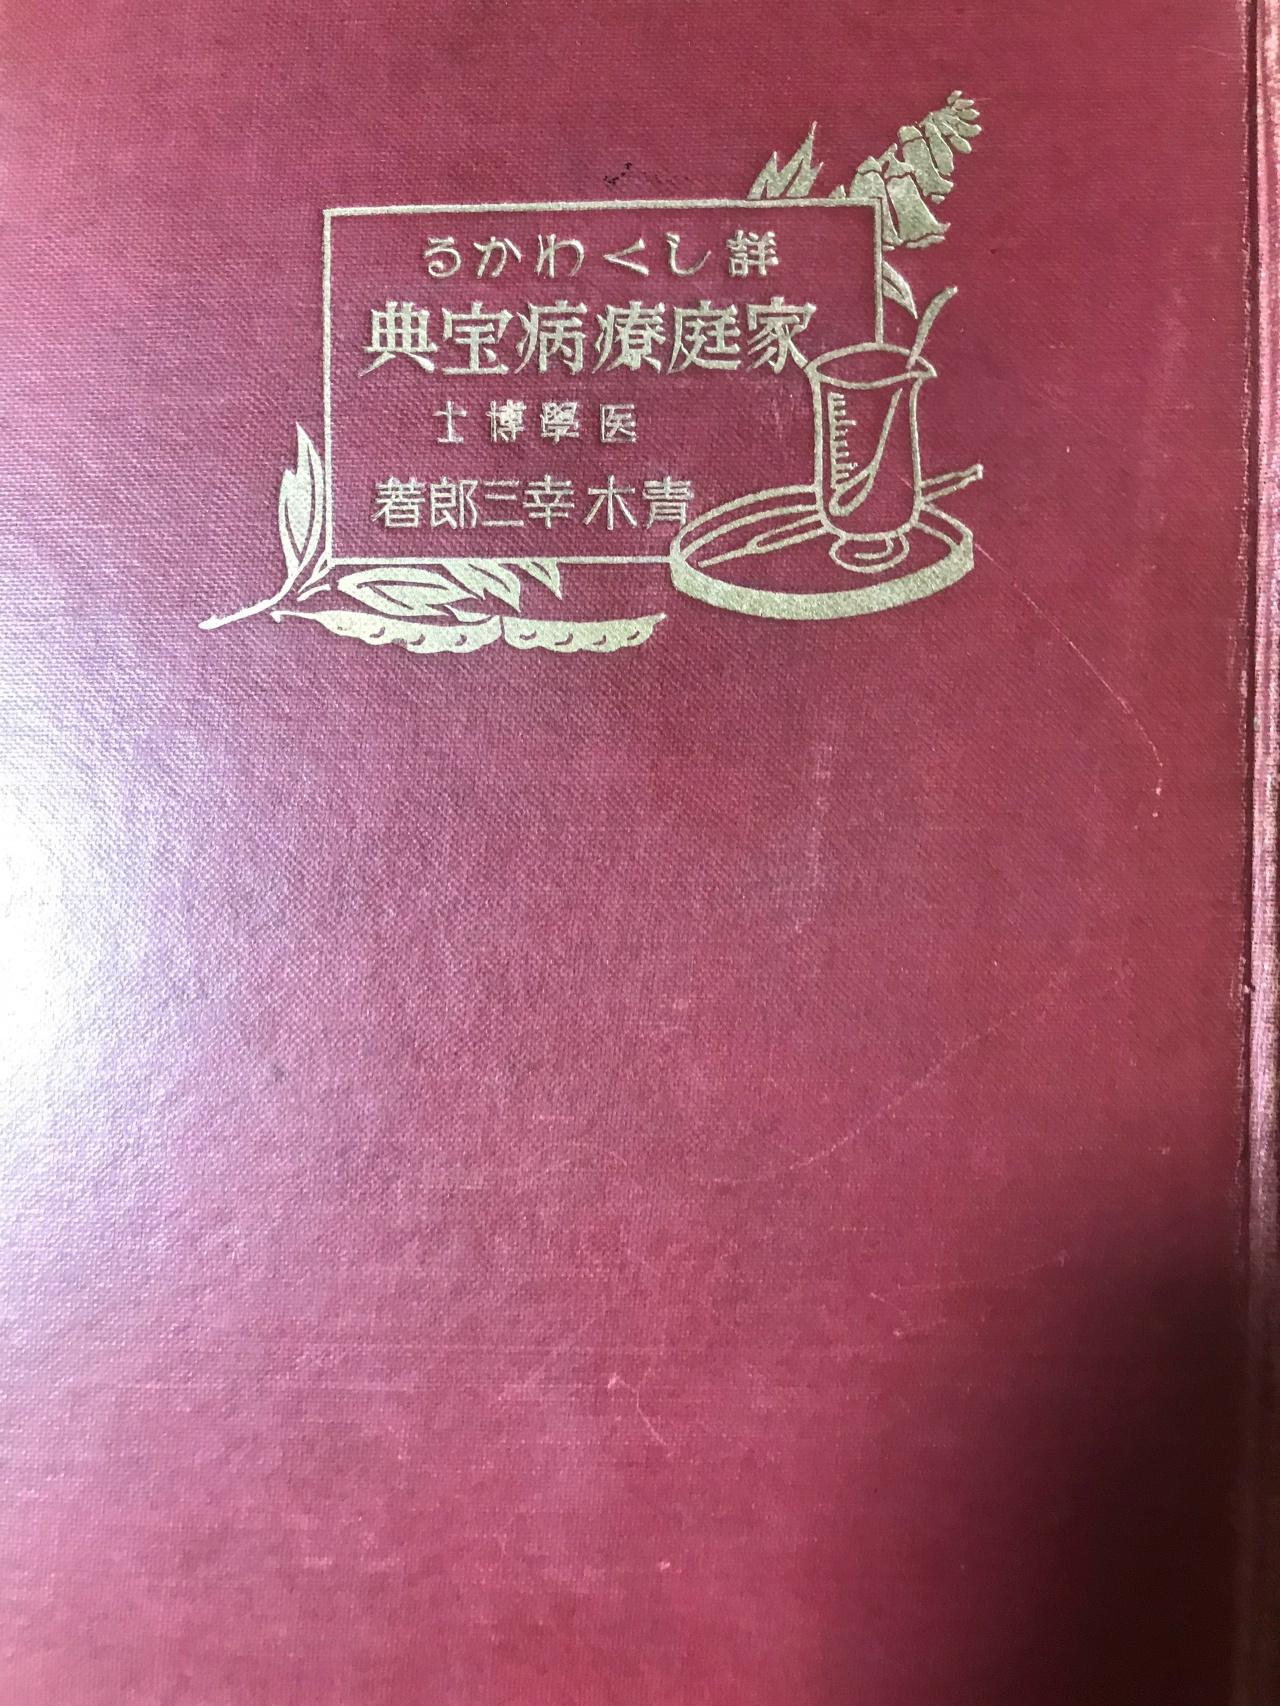 詳しくわかる
家庭療病宝典
医學博士
青木幸三郎著